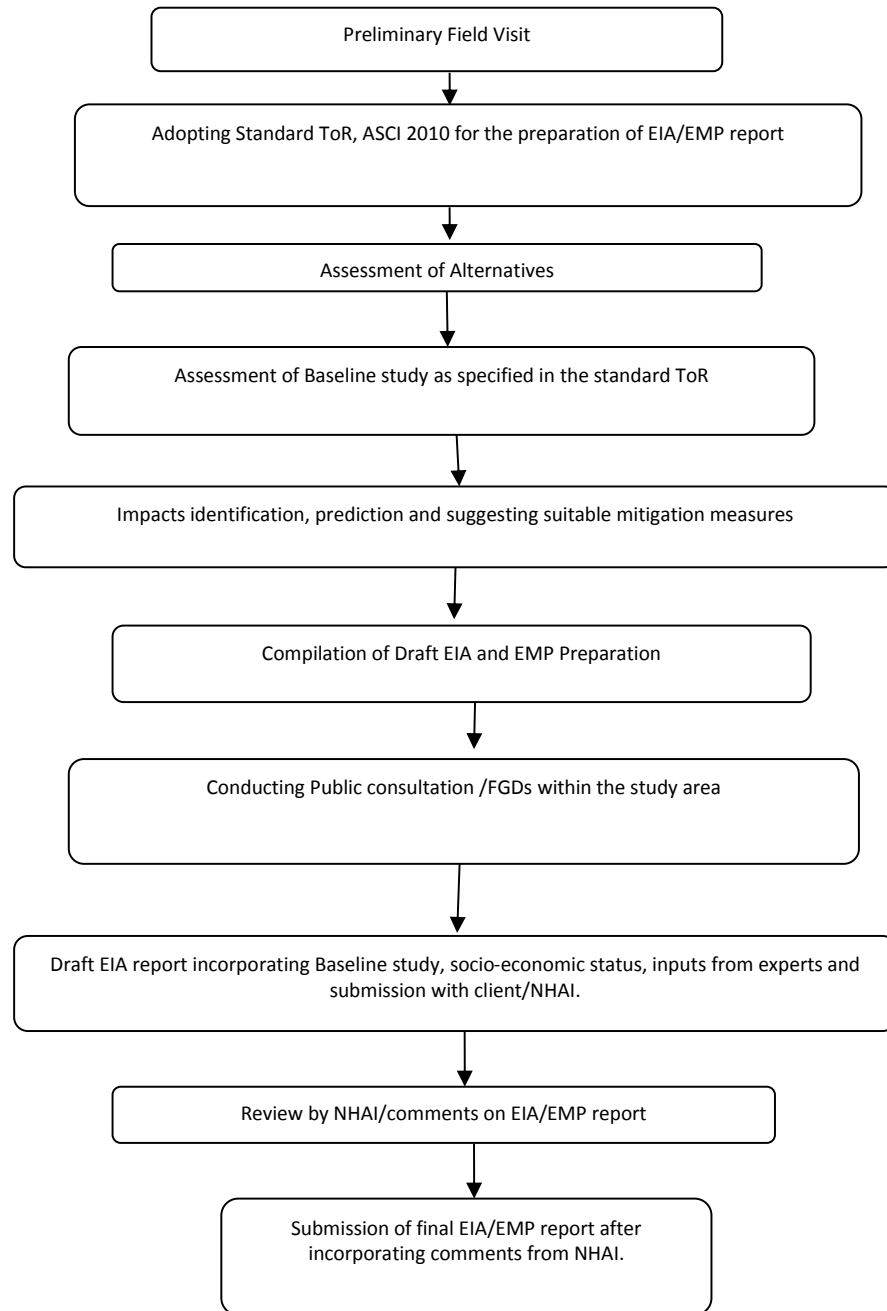 Preliminary Field Visit
Adopting Standard ToR, ASCI 2010 for the preparation of EIA/EMP report
Assessment of Alternatives
Assessment of Baseline study as specified in the standard ToR
Impacts identification, prediction and suggesting suitable mitigation measures
Compilation of Draft EIA and EMP Preparation
Conducting Public consultation /FGDs within the study area
Draft EIA report incorporating Baseline study, socio-economic status, inputs from experts and
submission with client/NHAI.
Review by NHAI/comments on EIA/EMP report
Submission of final EIA/EMP report after
incorporating comments from NHAI.